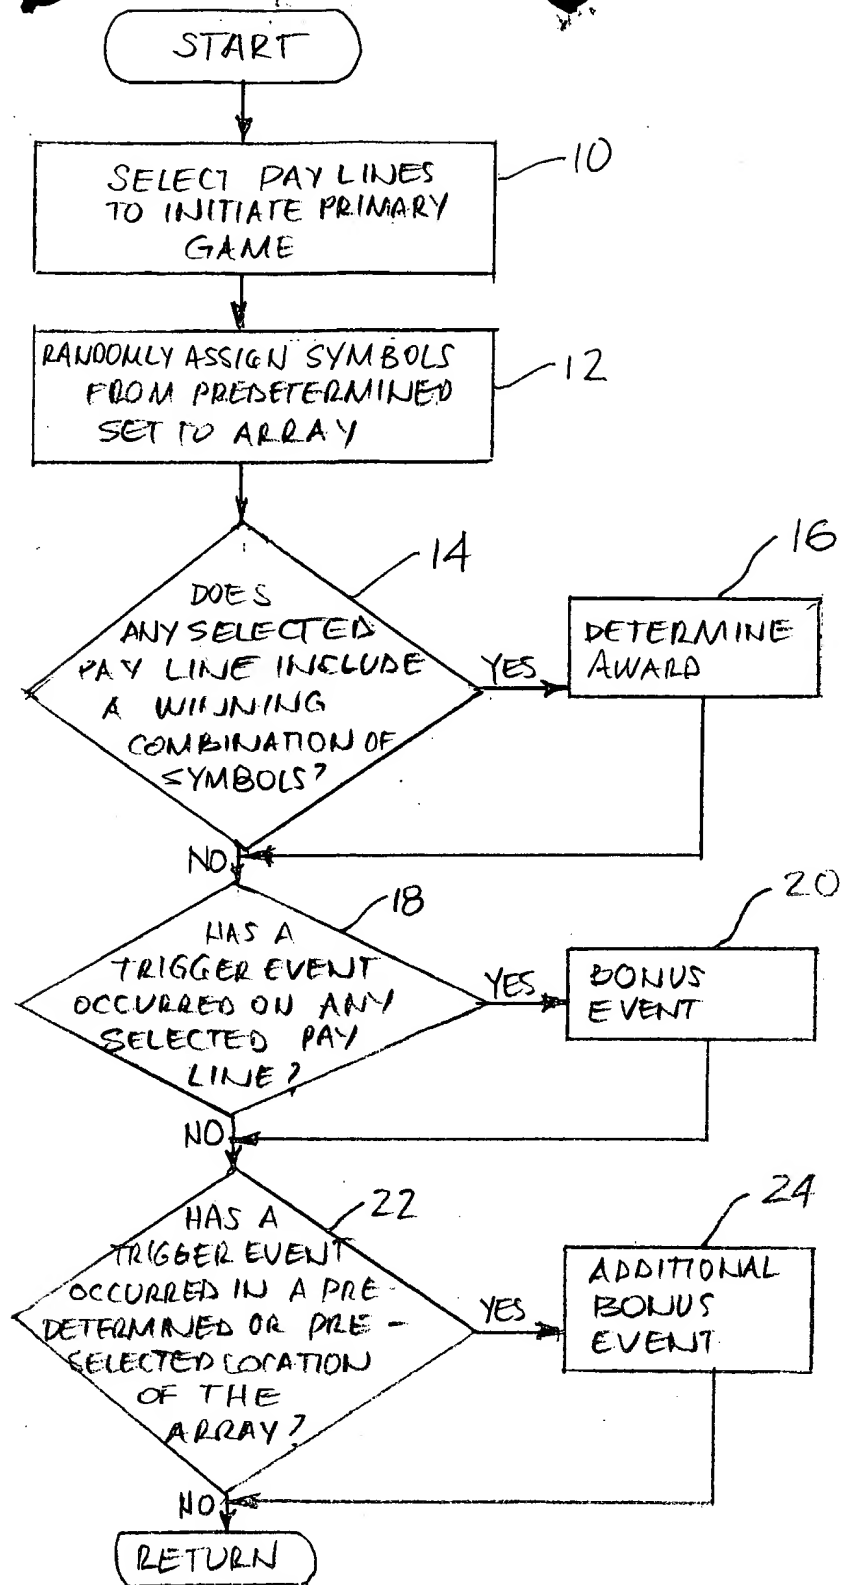 START
10
SELECT PAY LINES
TO INITIATE PRIMARY
GAME
12
RANDOMLY ASSIGN SYMBOLS
FROM PREDETERMINED
SET TO ARRAY
14
DOES
ANY SELECTED
PAY LINE INCLUDE
A WINNING
COMBINATION OF
SYMBOLS?
YES
16
DETERMINE
AWARD
NO
18
HAS A
TRIGGER EVENT
OCCURRED ON ANY
SELECTED PAY
LINE?
YES
20
BONUS
EVENT
NO
22
HAS A
TRIGGER EVENT
OCCURRED IN A PRE-
DETERMINED OR PRE-
SELECTED LOCATION
OF THE
ARRAY?
YES
24
ADDITIONAL
BONUS
EVENT
NO
RETURN